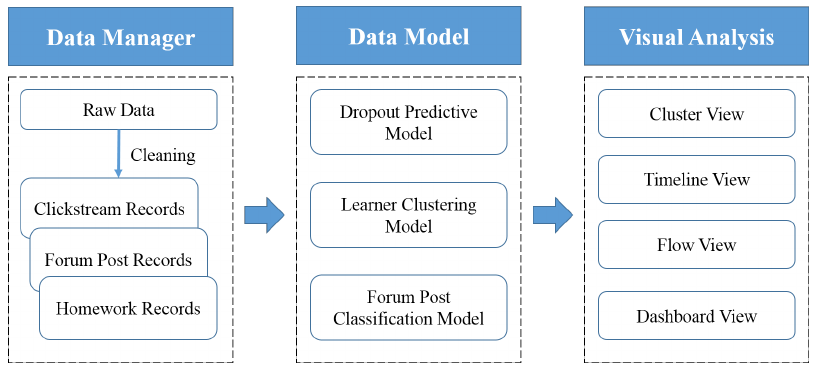 Data Manager
Raw Data
Cleaning
Clickstream Records
Forum Post Records
Homework Records
Data Model
Dropout Predictive
Model
Learner Clustering
Model
Forum Post
Classification Model
Visual Analysis
Cluster View
Timeline View
Flow View
Dashboard View